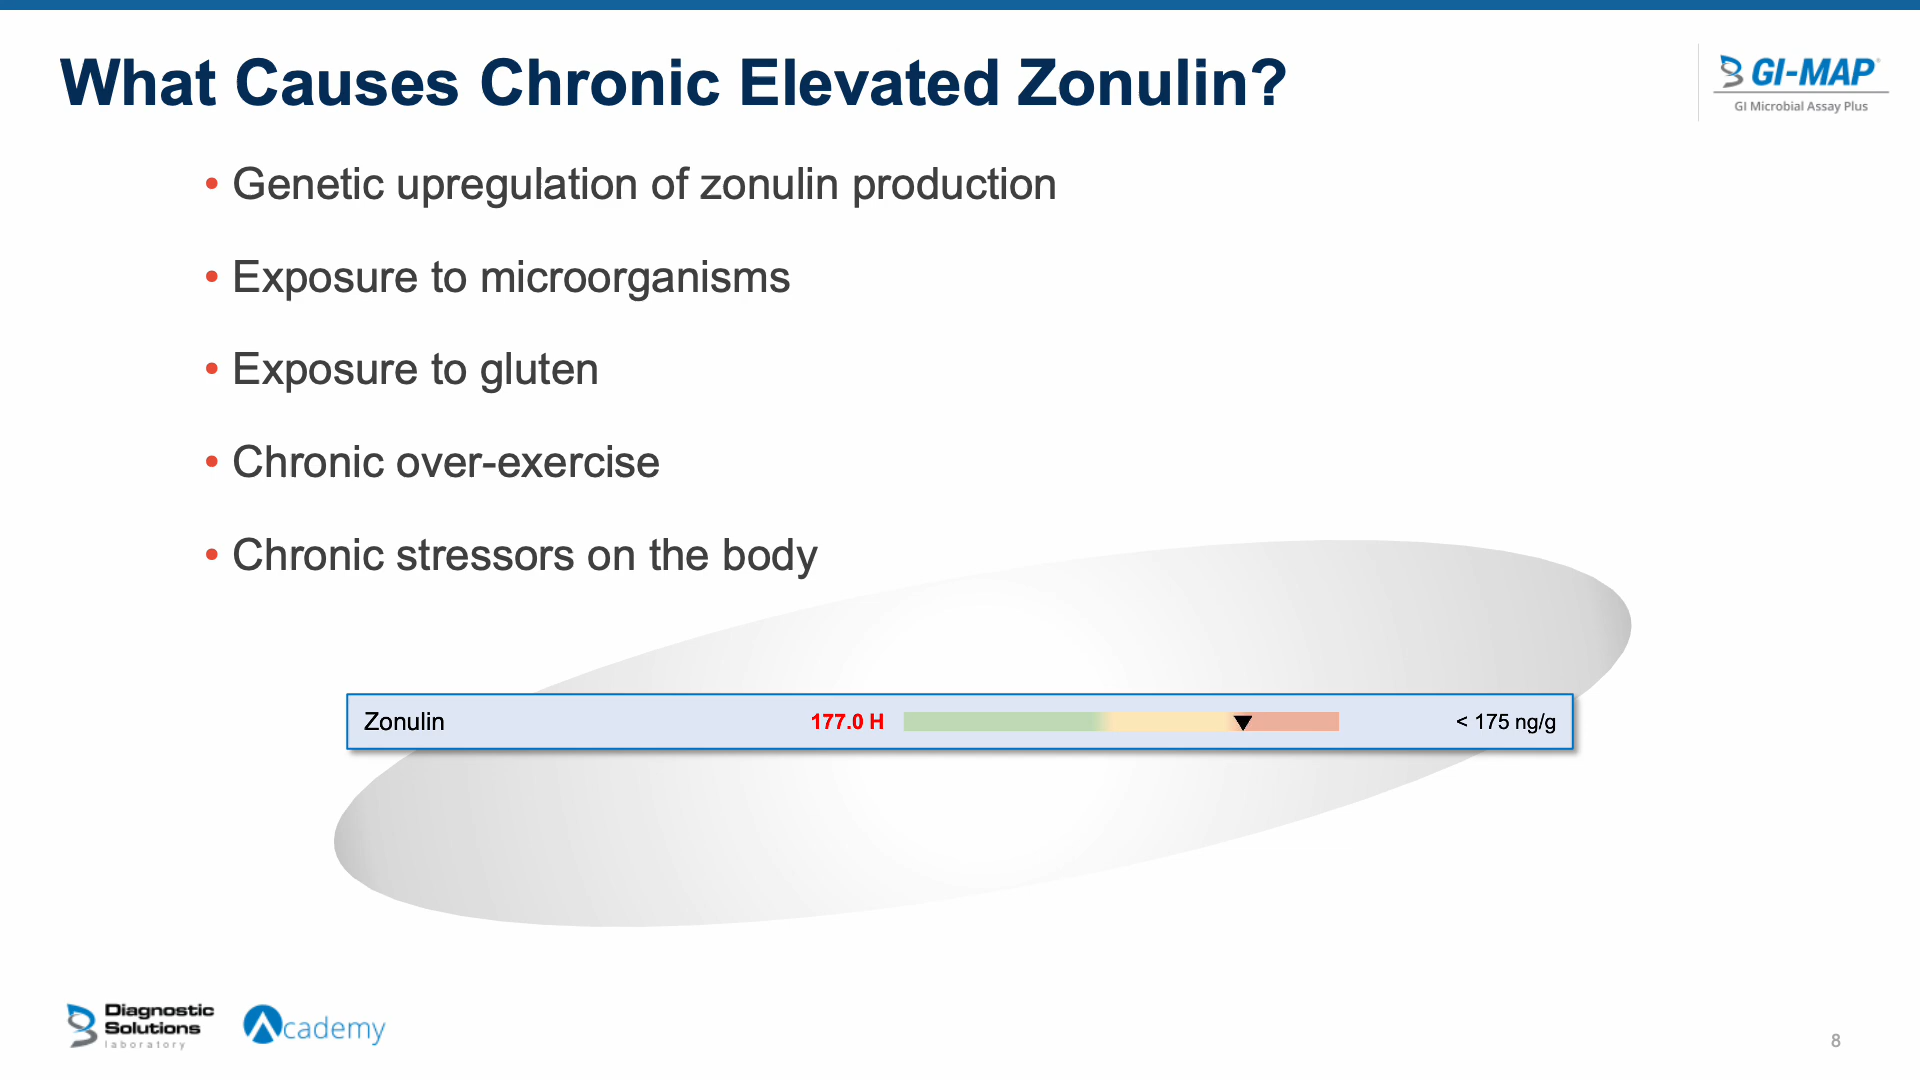 What Causes Chronic Elevated Zonulin?
GI-MAP®
GI Microbial Assay Plus
• Genetic upregulation of zonulin production
• Exposure to microorganisms
• Exposure to gluten
• Chronic over-exercise
• Chronic stressors on the body
Zonulin 177.0 H < 175 ng/g
Diagnostic
Solutions
laboratory
Academy
8